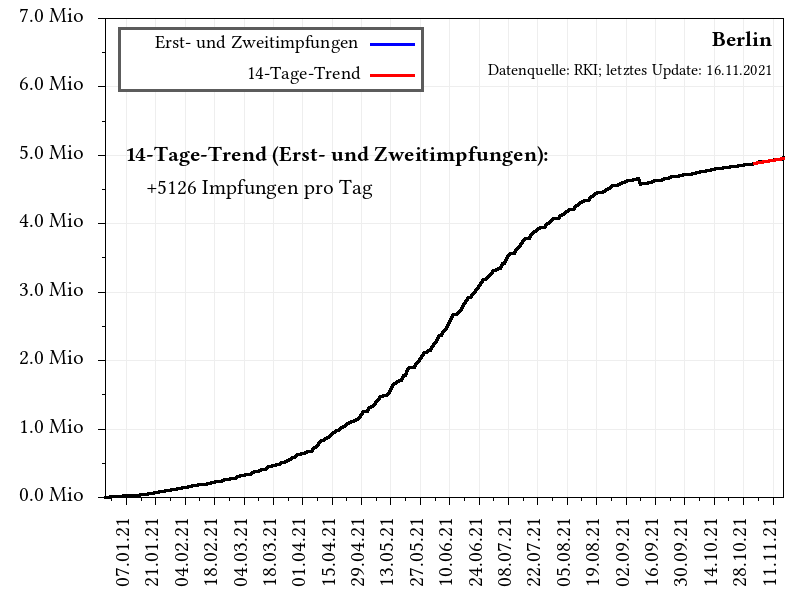 7.0 Mio
6.0 Mio
5.0 Mio
4.0 Mio
3.0 Mio
2.0 Mio
1.0 Mio
0.0 Mio
Erst- und Zweitimpfungen
14-Tage-Trend
Berlin
Datenquelle: RKI; letztes Update: 16.11.2021
14-Tage-Trend (Erst- und Zweitimpfungen):
+5126 Impfungen pro Tag
07.01.21
21.01.21
04.02.21
18.02.21
04.03.21
18.03.21
01.04.21
15.04.21
29.04.21
13.05.21
27.05.21
10.06.21
24.06.21
08.07.21
22.07.21
05.08.21
19.08.21
02.09.21
16.09.21
30.09.21
14.10.21
28.10.21
11.11.21